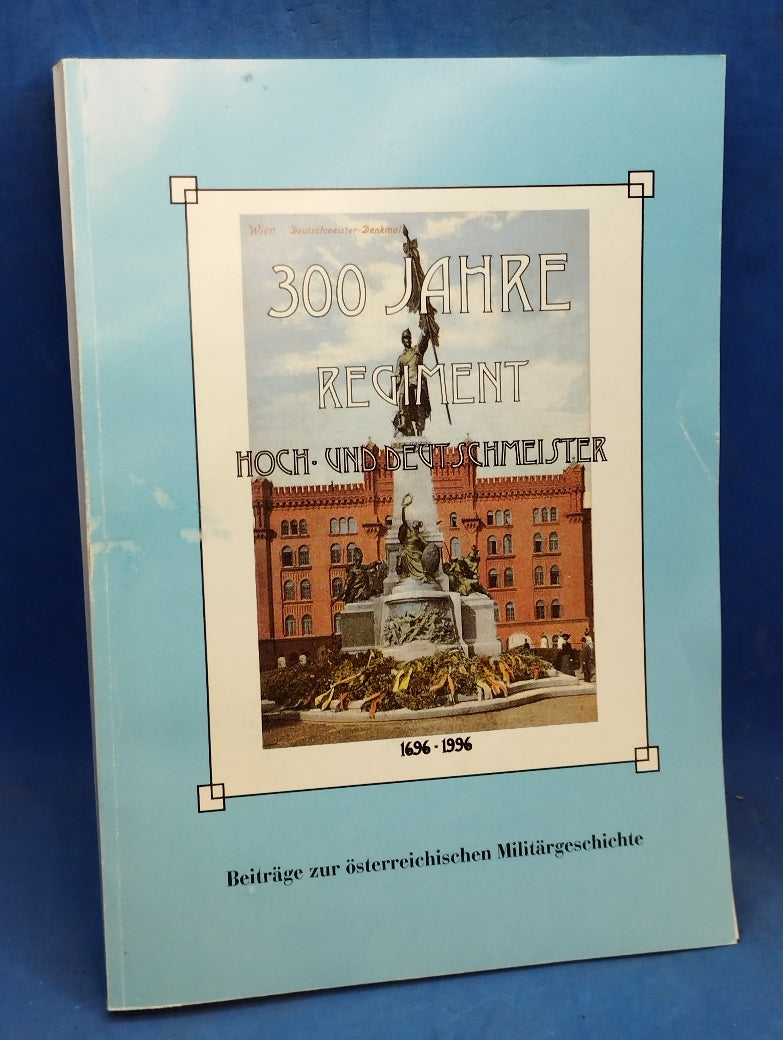 Wien Deutschmeister-Denkmal
300 JAHRE
REGIMENT
HOCH- UND DEUTSCHMEISTER
1696 - 1996
Beiträge zur österreichischen Militärgeschichte